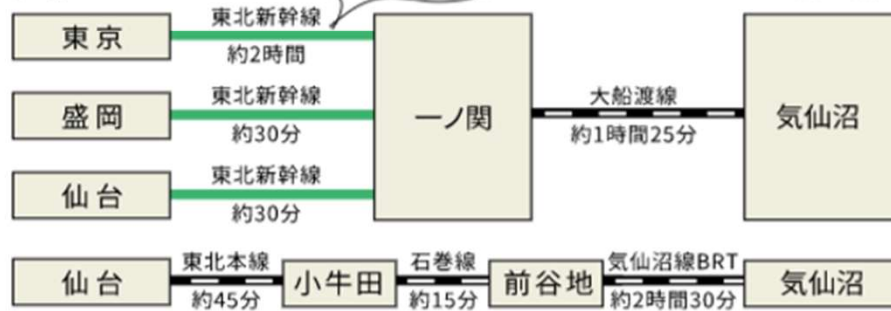 東京
東北新幹線
約2時間
盛岡
東北新幹線
約30分
仙台
東北新幹線
約30分
一ノ関
大船渡線
約1時間25分
気仙沼
仙台
東北本線
約45分
小牛田
石巻線
約15分
前谷地
気仙沼線BRT
約2時間30分
気仙沼